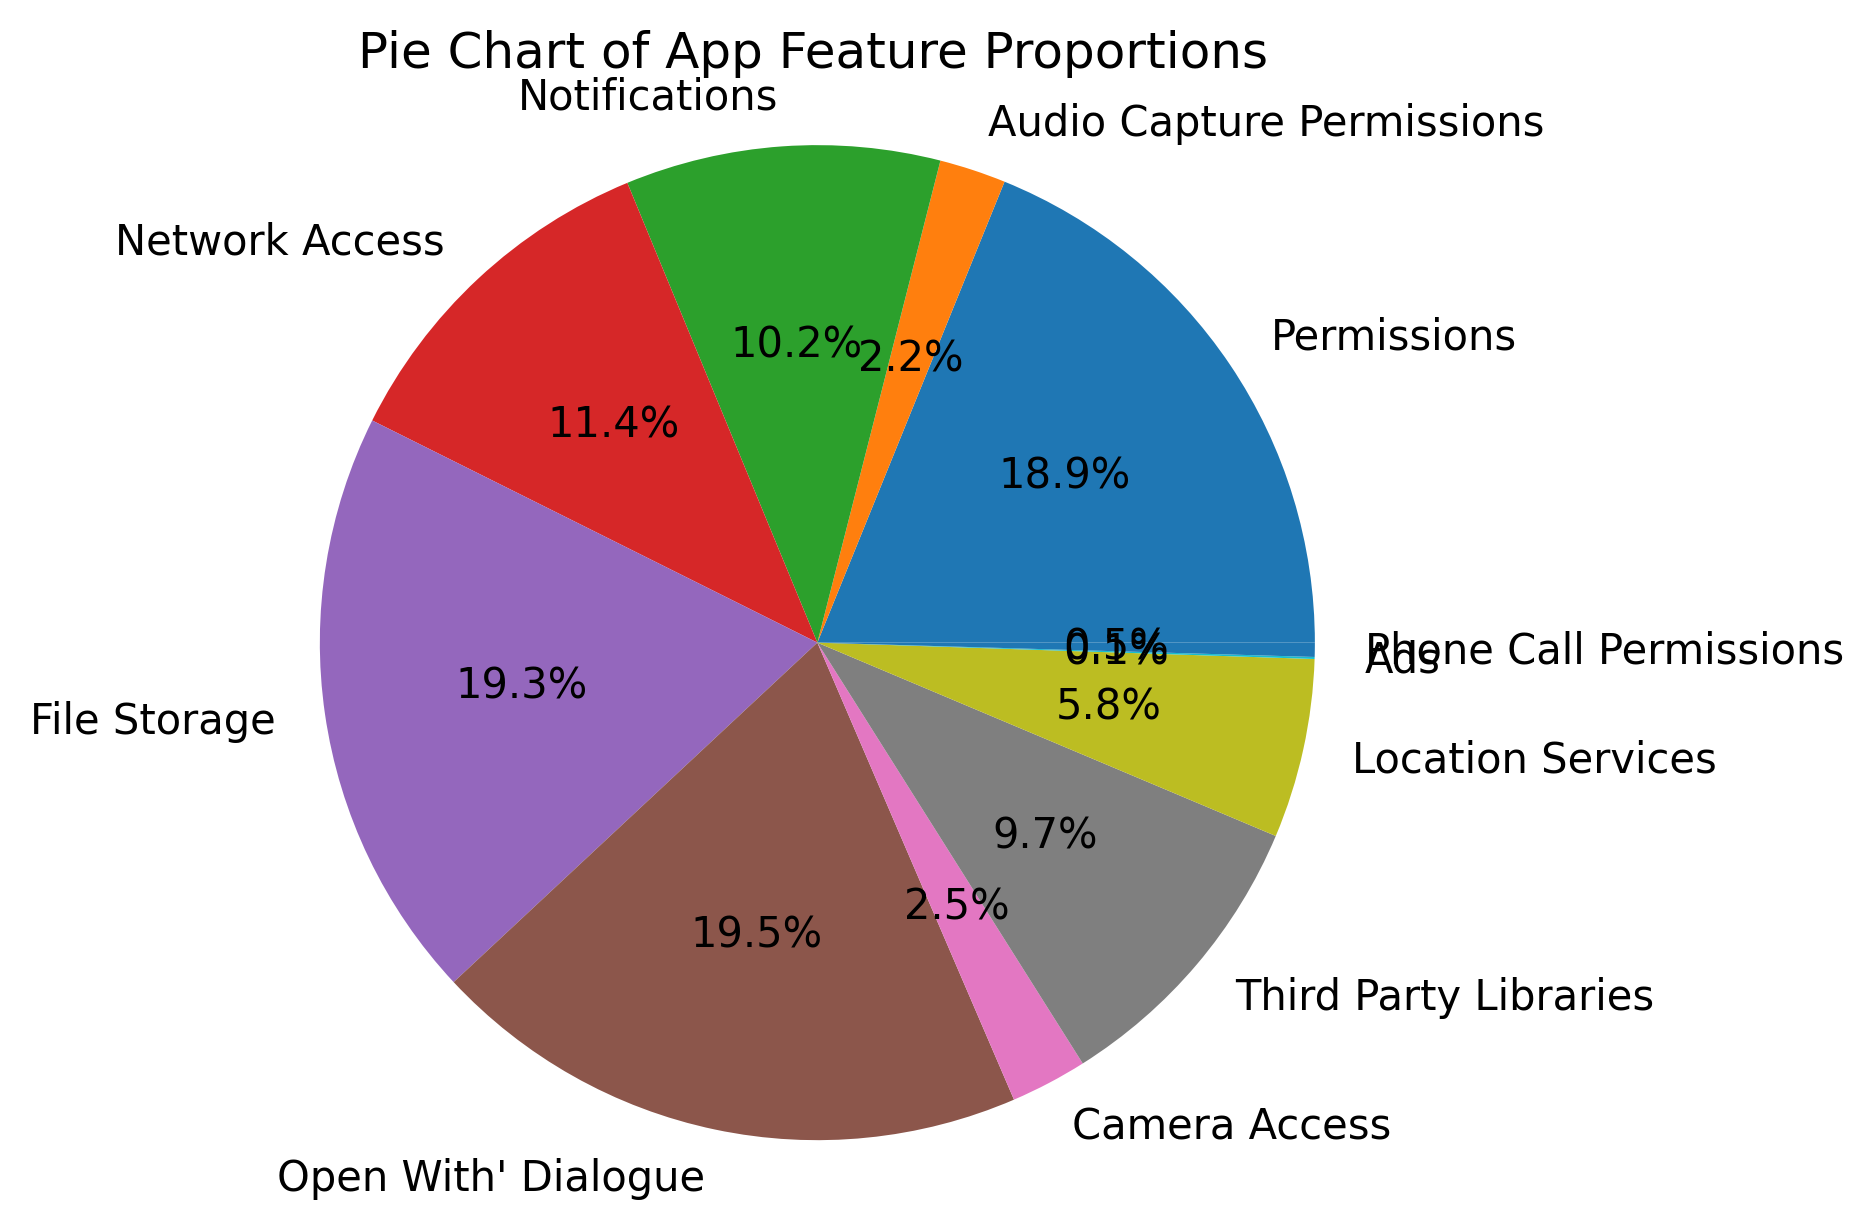 Pie Chart of App Feature Proportions
Notifications
Audio Capture Permissions
Network Access
Permissions
10.2%
2.2%
11.4%
18.9%
0.5%
0.1%
Phone Call Permissions
Ads
19.3%
5.8%
File Storage
Location Services
9.7%
2.5%
19.5%
Third Party Libraries
Camera Access
Open With' Dialogue